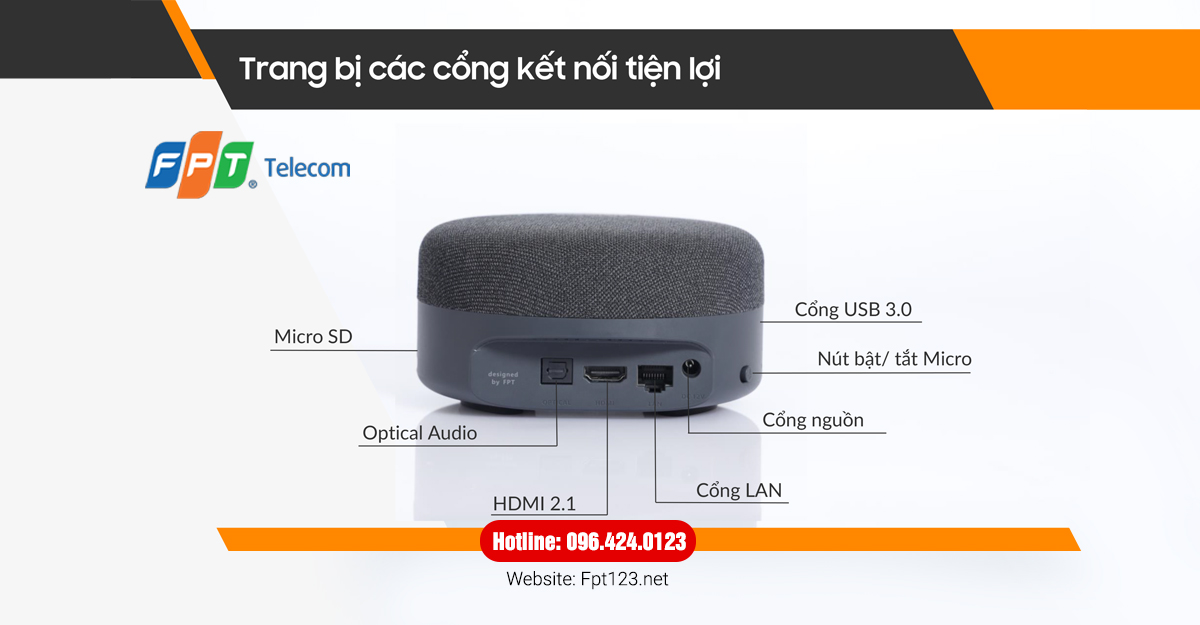 Trang bị các cổng kết nối tiện lợi
FPT® Telecom
Cổng USB 3.0
Micro SD
Nút bật/ tắt Micro
designed
by FPT
Cổng nguồn
Optical Audio
Cổng LAN
HDMI 2.1
Hotline: 096.424.0123
Website: Fpt123.net